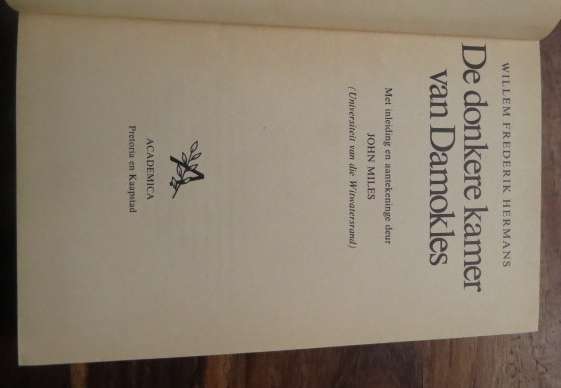 WILLEM FREDERIK HERMANS
De donkere kamer
van Damokles
Met inleiding en aantekeninge deur
JOHN MILES
(Universiteit van die Witwatersrand)
ACADEMICA
Pretoria en Kaapstad